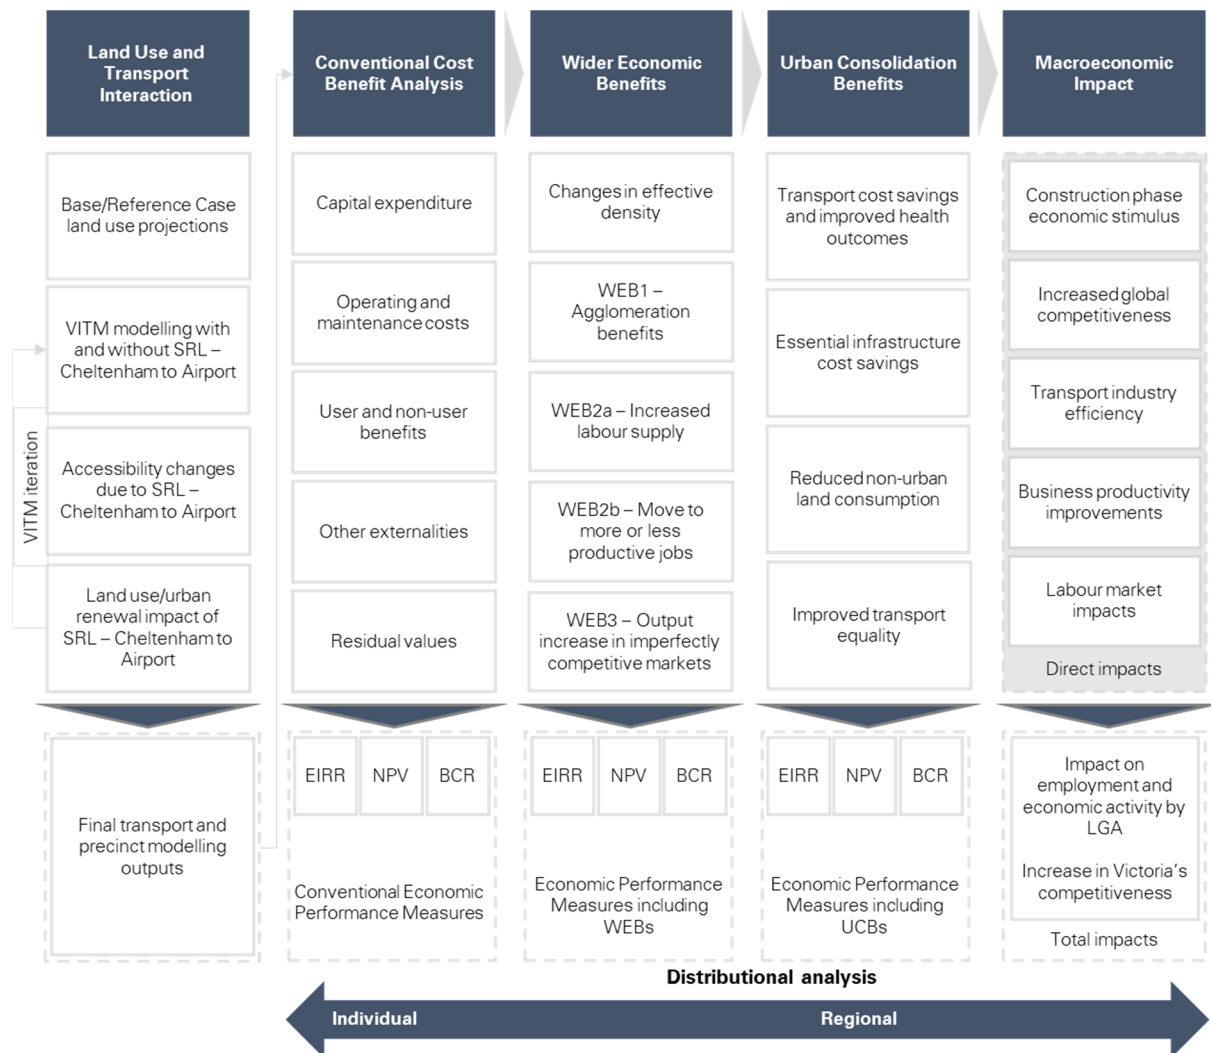 Land Use and
Transport
Interaction
Conventional Cost
Benefit Analysis
Wider Economic
Benefits
Urban Consolidation
Benefits
Macroeconomic
Impact
Base/Reference Case
land use projections
VITM modelling with
and without SRL –
Cheltenham to Airport
Accessibility changes
due to SRL –
Cheltenham to Airport
Land use/urban
renewal impact of
SRL – Cheltenham to
Airport
VITM iteration
Final transport and
precinct modelling
outputs
Capital expenditure
Operating and
maintenance costs
User and non-user
benefits
Other externalities
Residual values
EIRR NPV BCR
Conventional Economic
Performance Measures
Changes in effective
density
WEB1 –
Agglomeration
benefits
WEB2a – Increased
labour supply
WEB2b – Move to
more or less
productive jobs
WEB3 – Output
increase in imperfectly
competitive markets
EIRR NPV BCR
Economic Performance
Measures including
WEBs
Transport cost savings
and improved health
outcomes
Essential infrastructure
cost savings
Reduced non-urban
land consumption
Improved transport
equality
EIRR NPV BCR
Economic Performance
Measures including
UCBs
Construction phase
economic stimulus
Increased global
competitiveness
Transport industry
efficiency
Business productivity
improvements
Labour market
impacts
Direct impacts
Impact on
employment and
economic activity by
LGA
Increase in Victoria's
competitiveness
Total impacts
Distributional analysis
Individual Regional